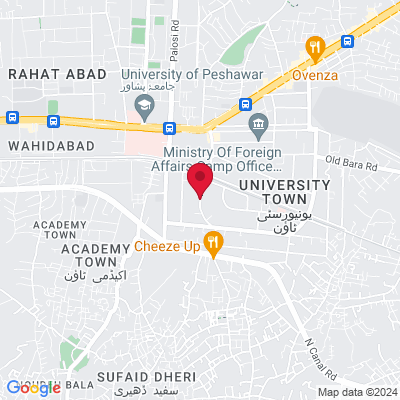 Palosi Rd
RAHAT ABAD
Ovenza
University of Peshawar
جامعۂ پشاور
WAHIDABAD
Ministry Of Foreign
Affairs Camp Office...
Old Bara Rd
UNIVERSITY
TOWN
یونیورسٹی
ٹاؤن
ACADEMY
TOWN
Cheeze Up
ACADEMY
TOWN
اکیڈمی ٹاؤن
N Canal Rd
SUFAID DHERI
سفید ڈھیری
Google
BALA
Map data ©2024